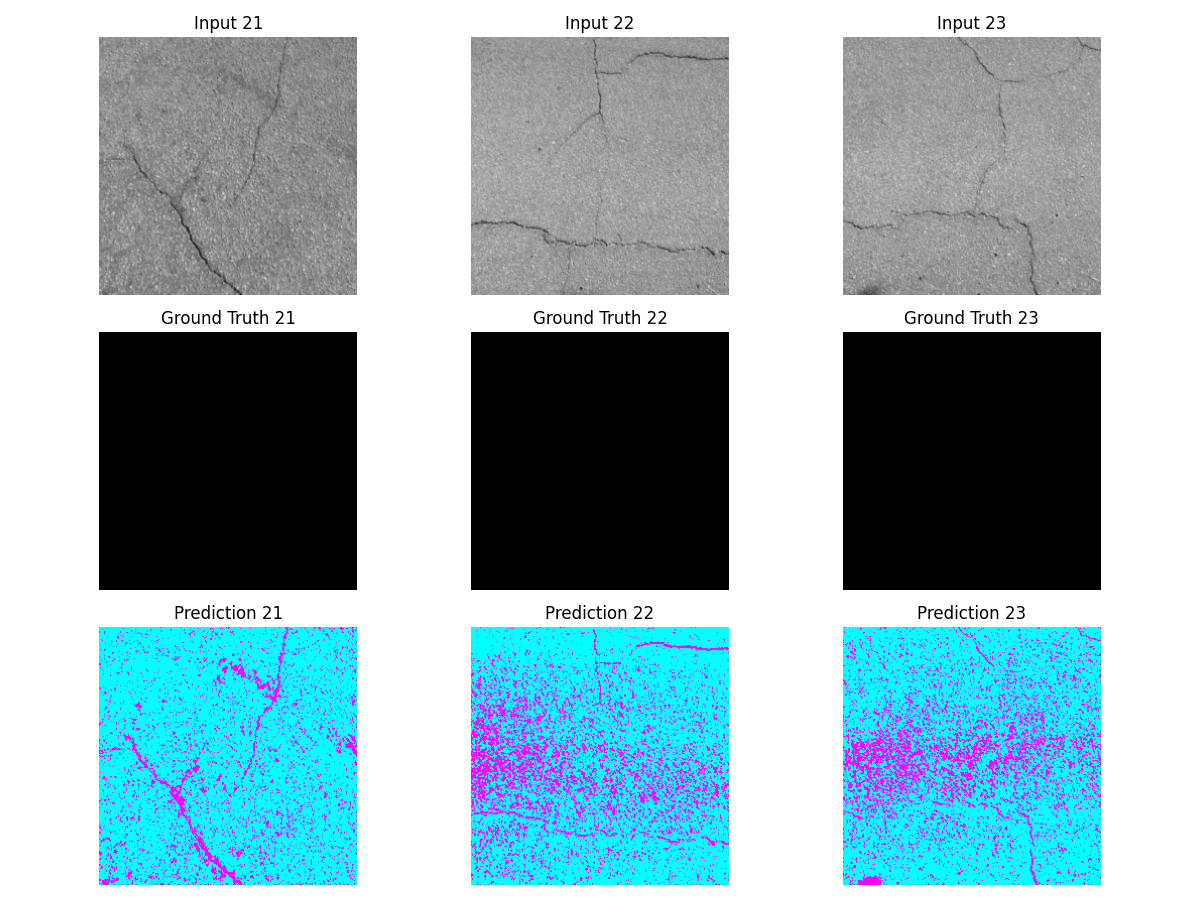 Input 21
Input 22
Input 23
Ground Truth 21
Ground Truth 22
Ground Truth 23
Prediction 21
Prediction 22
Prediction 23